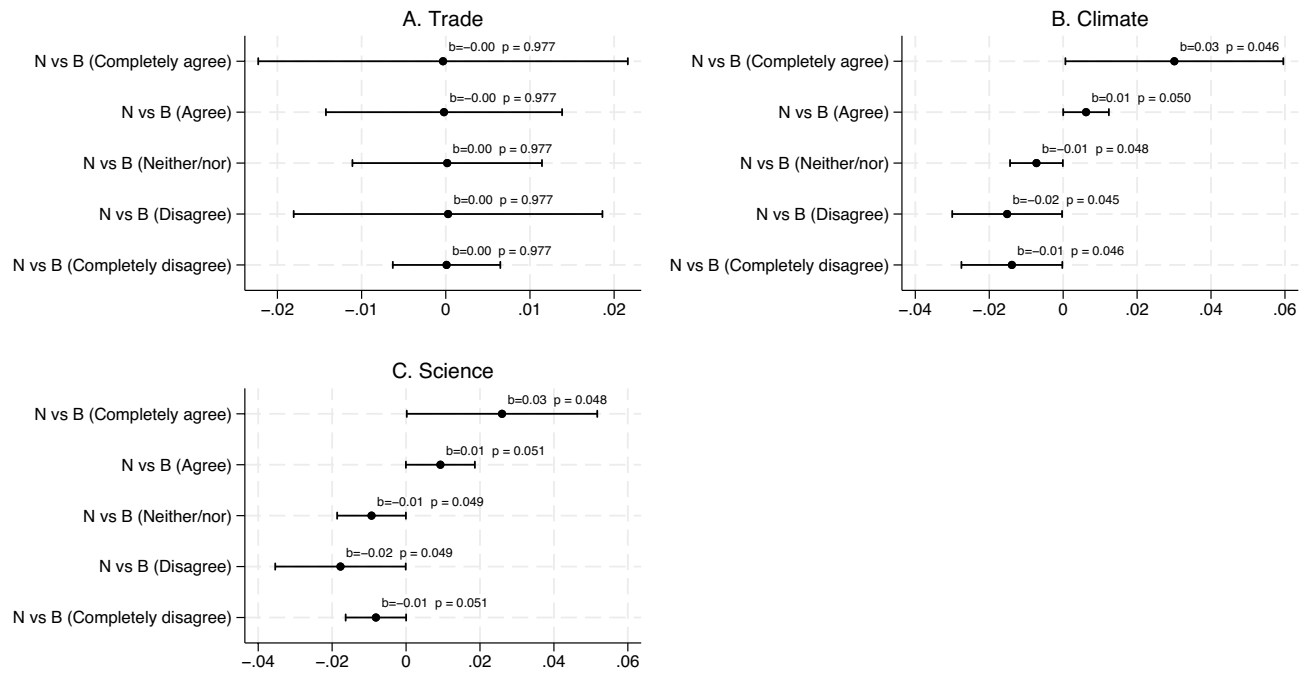 A. Trade
N vs B (Completely agree)
b=−0.00 p = 0.977
N vs B (Agree)
b=−0.00 p = 0.977
N vs B (Neither/nor)
b=0.00 p = 0.977
N vs B (Disagree)
b=0.00 p = 0.977
N vs B (Completely disagree)
b=0.00 p = 0.977
−.02 −.01 0 .01 .02
B. Climate
N vs B (Completely agree)
b=0.03 p = 0.046
N vs B (Agree)
b=0.01 p = 0.050
N vs B (Neither/nor)
b=−0.01 p = 0.048
N vs B (Disagree)
b=−0.02 p = 0.045
N vs B (Completely disagree)
b=−0.01 p = 0.046
−.04 −.02 0 .02 .04 .06
C. Science
N vs B (Completely agree)
b=0.03 p = 0.048
N vs B (Agree)
b=0.01 p = 0.051
N vs B (Neither/nor)
b=−0.01 p = 0.049
N vs B (Disagree)
b=−0.02 p = 0.049
N vs B (Completely disagree)
b=−0.01 p = 0.051
−.04 −.02 0 .02 .04 .06